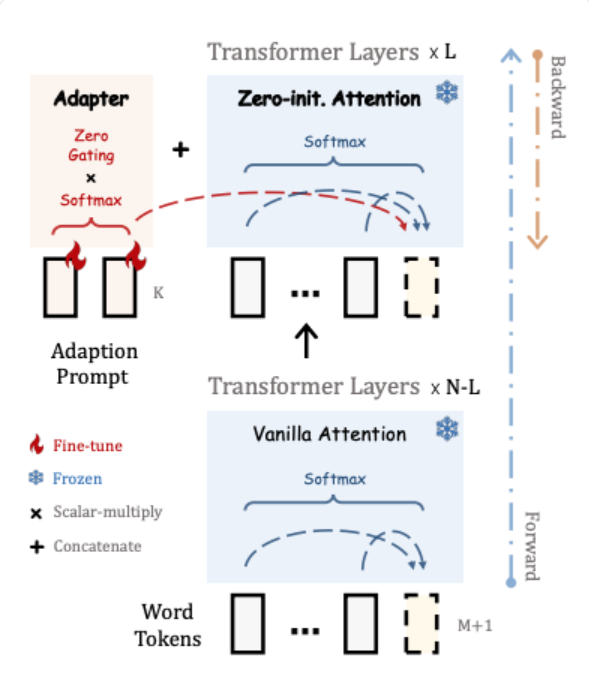 Transformer Layers x L
Adapter
Zero
Gating
x
Softmax
+
Zero-init. Attention
Softmax
Backward
K
...
Adaption
Prompt
Transformer Layers x N-L
Vanilla Attention
Softmax
Fine-tune
Frozen
x Scalar-multiply
+ Concatenate
Forward
Word
Tokens
...
M+1